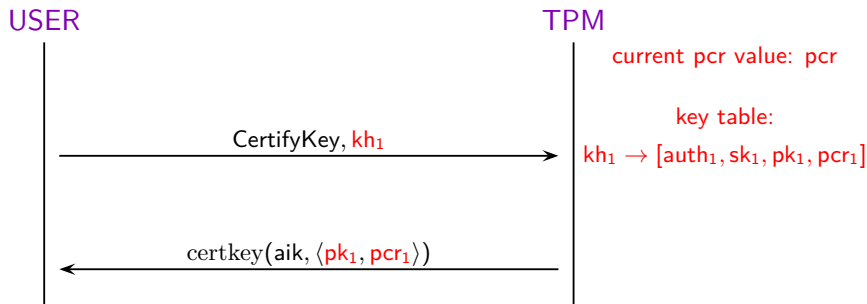 USER
TPM
current pcr value: pcr
key table:
CertifyKey, kh₁
kh₁ → [auth₁, sk₁, pk₁, pcr₁]
certkey(aik, ⟨pk₁, pcr₁⟩)